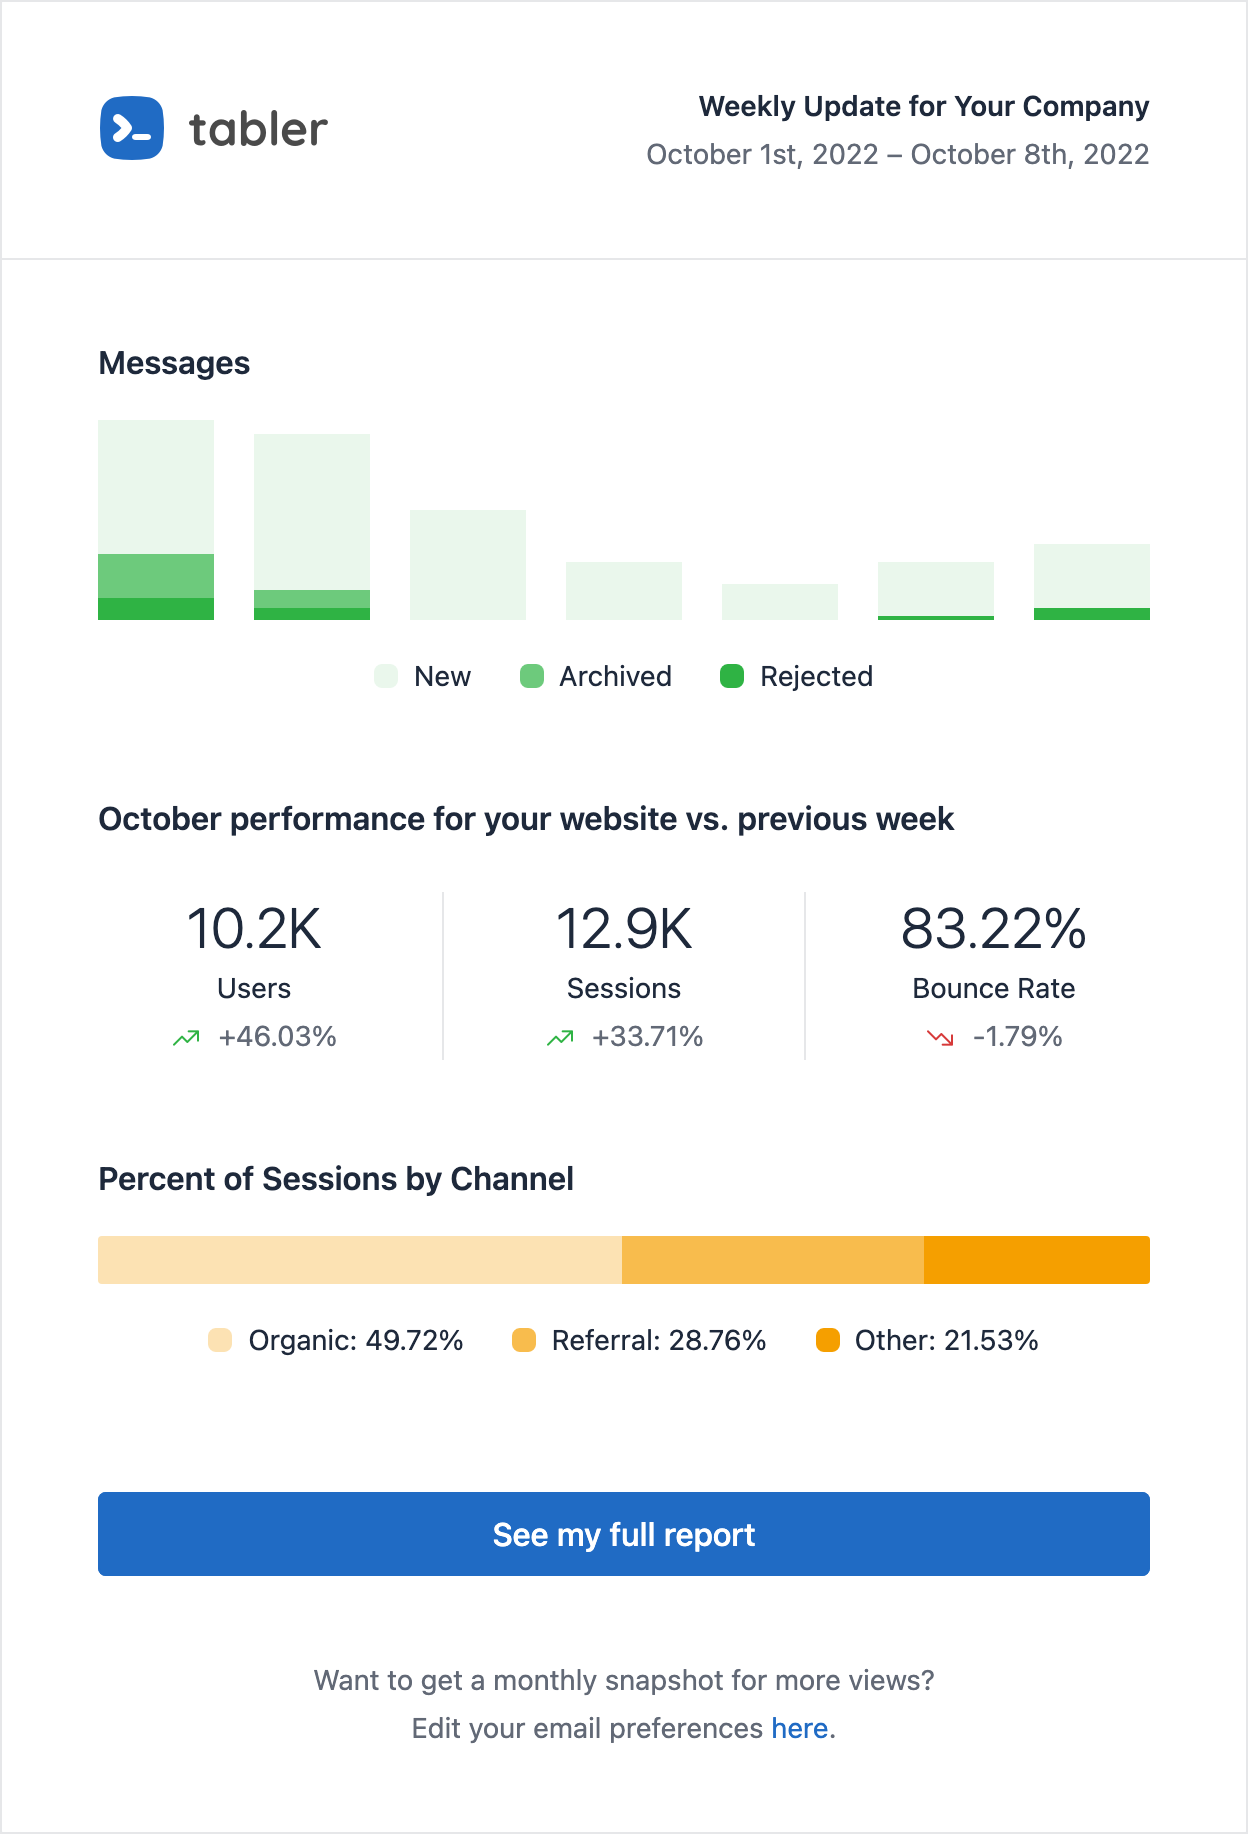 tabler
Weekly Update for Your Company
October 1st, 2022 – October 8th, 2022
Messages
New Archived Rejected
October performance for your website vs. previous week
10.2K 12.9K 83.22%
Users Sessions Bounce Rate
+46.03% +33.71% -1.79%
Percent of Sessions by Channel
Organic: 49.72% Referral: 28.76% Other: 21.53%
See my full report
Want to get a monthly snapshot for more views?
Edit your email preferences here.